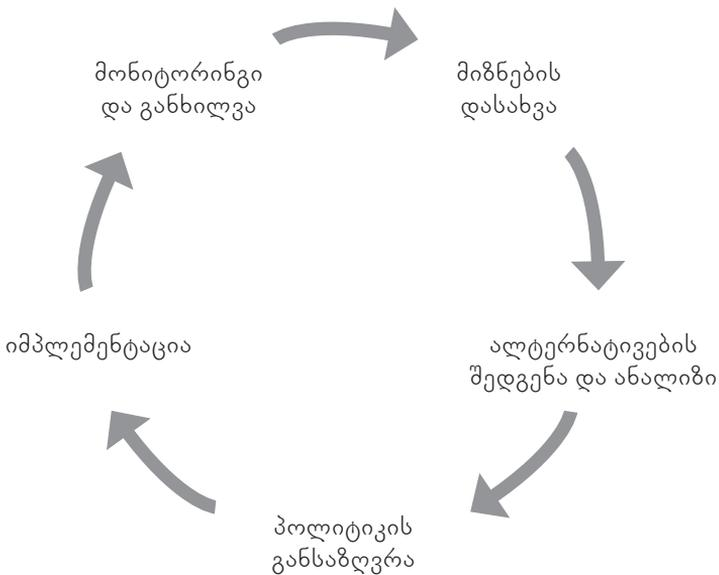 მონიტორინგი
და განხილვა
მიზნების
დასახვა
ალტერნატივების
შედგენა და ანალიზი
პოლიტიკის
განსაზღვრა
იმპლემენტაცია